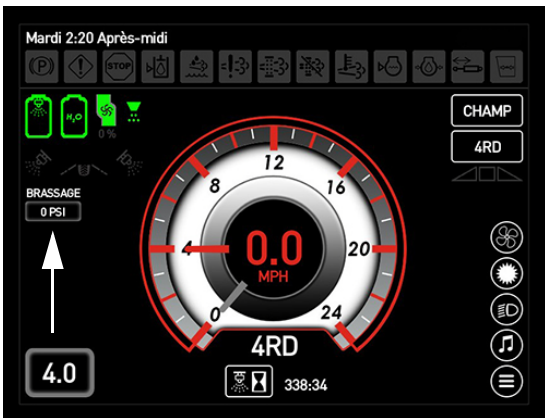 Mardi 2:20 Après-midi
(P)
STOP
H₂O
0 %
CHAMP
4RD
BRASSAGE
0 PSI
0
4
8
12
16
20
24
0.0
MPH
4RD
4.0
338:34